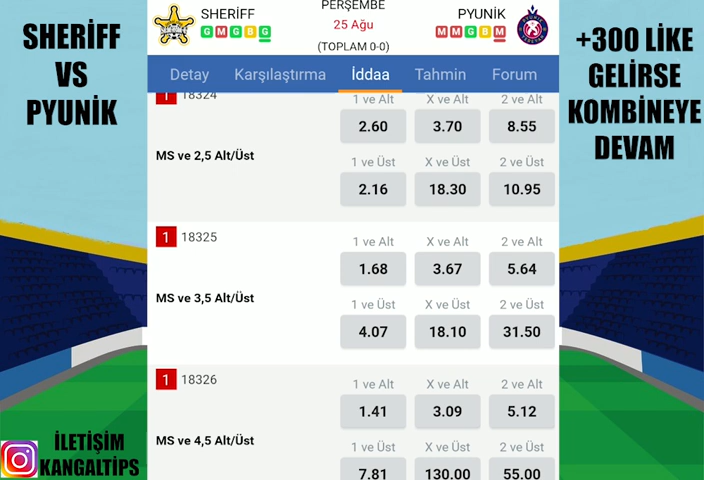 SHERİFF
VS
PYUNİK
SHERİFF
G M G B G
PERŞEMBE
25 Ağu
(TOPLAM 0-0)
PYUNİK
M M G B M
+300 LİKE
GELİRSE
KOMBİNEYE
DEVAM
Detay Karşılaştırma İddaa Tahmin Forum
1 18324
1 ve Alt X ve Alt 2 ve Alt
2.60 3.70 8.55
MS ve 2,5 Alt/Üst
1 ve Üst X ve Üst 2 ve Üst
2.16 18.30 10.95
1 18325
1 ve Alt X ve Alt 2 ve Alt
1.68 3.67 5.64
MS ve 3,5 Alt/Üst
1 ve Üst X ve Üst 2 ve Üst
4.07 18.10 31.50
1 18326
1 ve Alt X ve Alt 2 ve Alt
1.41 3.09 5.12
MS ve 4,5 Alt/Üst
1 ve Üst X ve Üst 2 ve Üst
7.81 130.00 55.00
İLETİŞİM
KANGALTİPS